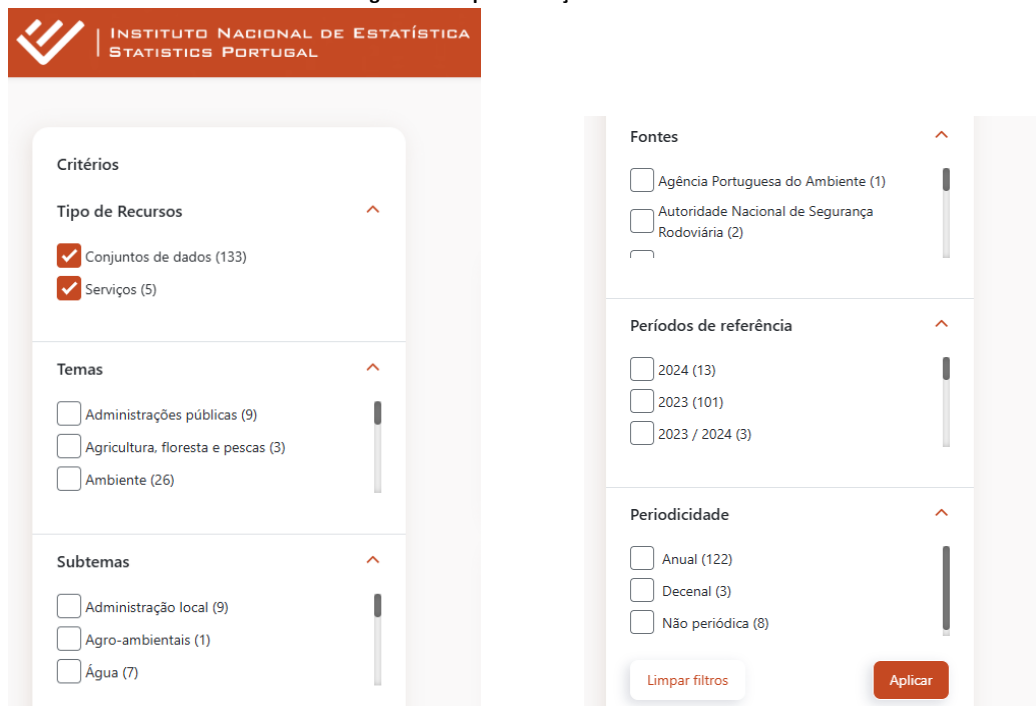 INSTITUTO NACIONAL DE ESTATÍSTICA
STATISTICS PORTUGAL
Critérios
Tipo de Recursos
Conjuntos de dados (133)
Serviços (5)
Temas
Administrações públicas (9)
Agricultura, floresta e pescas (3)
Ambiente (26)
Subtemas
Administração local (9)
Agro-ambientais (1)
Água (7)
Fontes
Agência Portuguesa do Ambiente (1)
Autoridade Nacional de Segurança
Rodoviária (2)
Períodos de referência
2024 (13)
2023 (101)
2023 / 2024 (3)
Periodicidade
Anual (122)
Decenal (3)
Não periódica (8)
Limpar filtros
Aplicar